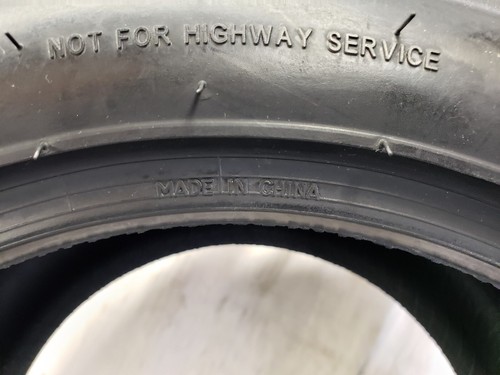 NOT FOR HIGHWAY SERVICE
MADE IN CHINA